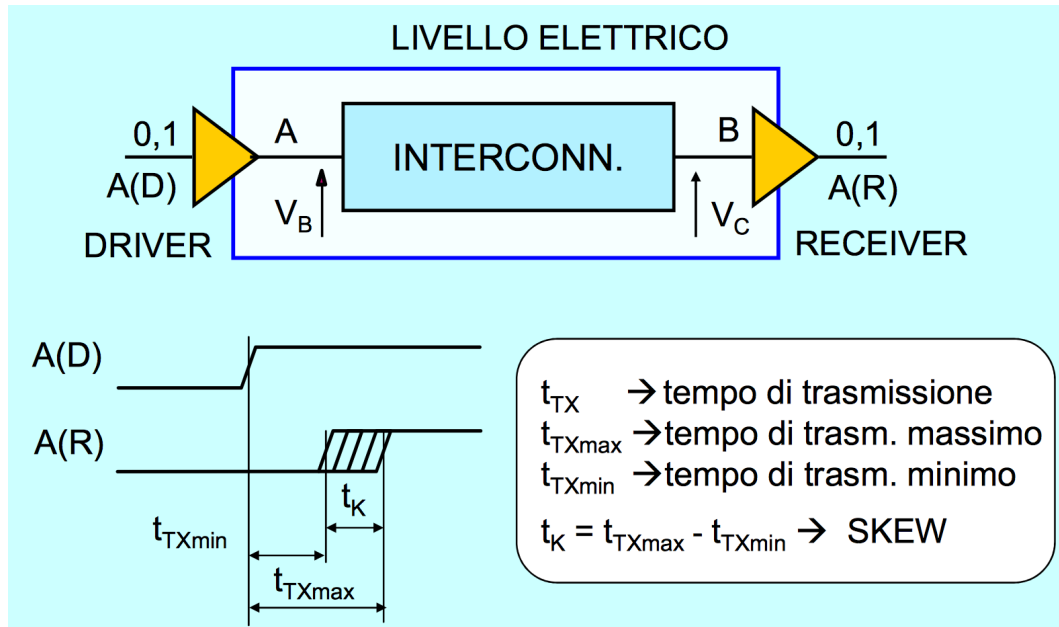 LIVELLO ELETTRICO
0,1
A
INTERCONN.
B
0,1
A(D)
V_B
V_C
A(R)
DRIVER
RECEIVER
A(D)
A(R)
t_K
t_TXmin
t_TXmax
t_TX → tempo di trasmissione
t_TXmax → tempo di trasm. massimo
t_TXmin → tempo di trasm. minimo
t_K = t_TXmax - t_TXmin → SKEW